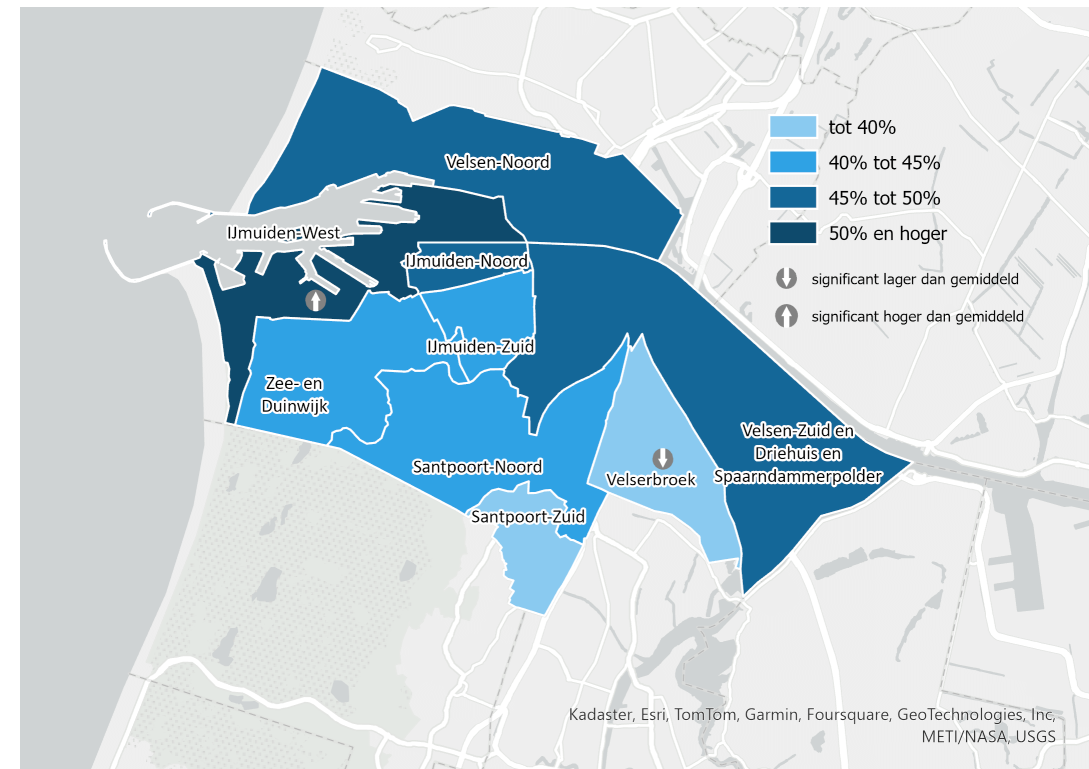 tot 40%
40% tot 45%
45% tot 50%
50% en hoger
significant lager dan gemiddeld
significant hoger dan gemiddeld
Velsen-Noord
IJmuiden-West
IJmuiden-Noord
IJmuiden-Zuid
Zee- en
Duinwijk
Velsen-Zuid en
Driehuis en
Spaarndammerpolder
Santpoort-Noord
Velserbroek
Santpoort-Zuid
Kadaster, Esri, TomTom, Garmin, Foursquare, GeoTechnologies, Inc,
METI/NASA, USGS